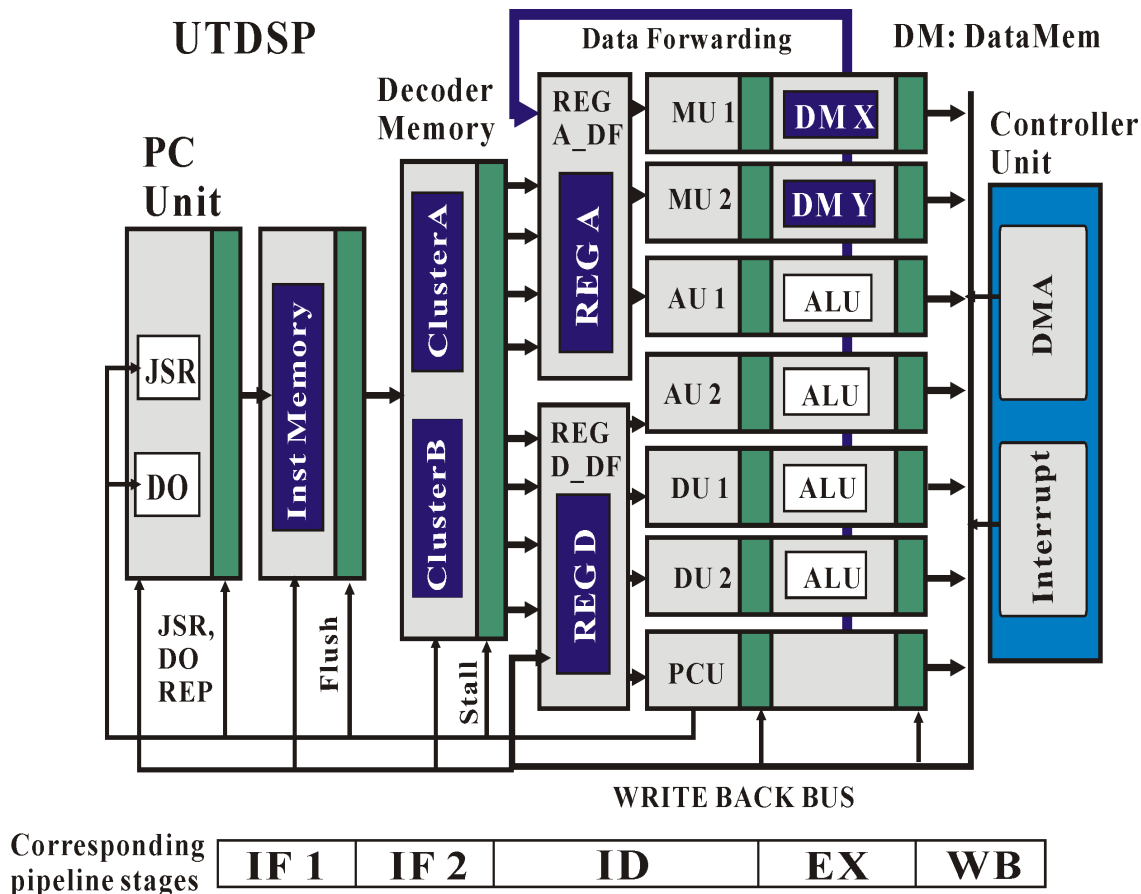 UTDSP
Data Forwarding
DM: DataMem
Decoder
Memory
PC
Unit
Controller
Unit
REG
A_DF
REG A
REG
D_DF
REG D
MU 1
DM X
MU 2
DM Y
AU 1
ALU
AU 2
ALU
DU 1
ALU
DU 2
ALU
PCU
ClusterA
ClusterB
Inst Memory
JSR
DO
DMA
Interrupt
JSR,
DO
REP
Flush
Stall
WRITE BACK BUS
Corresponding
pipeline stages
IF 1
IF 2
ID
EX
WB